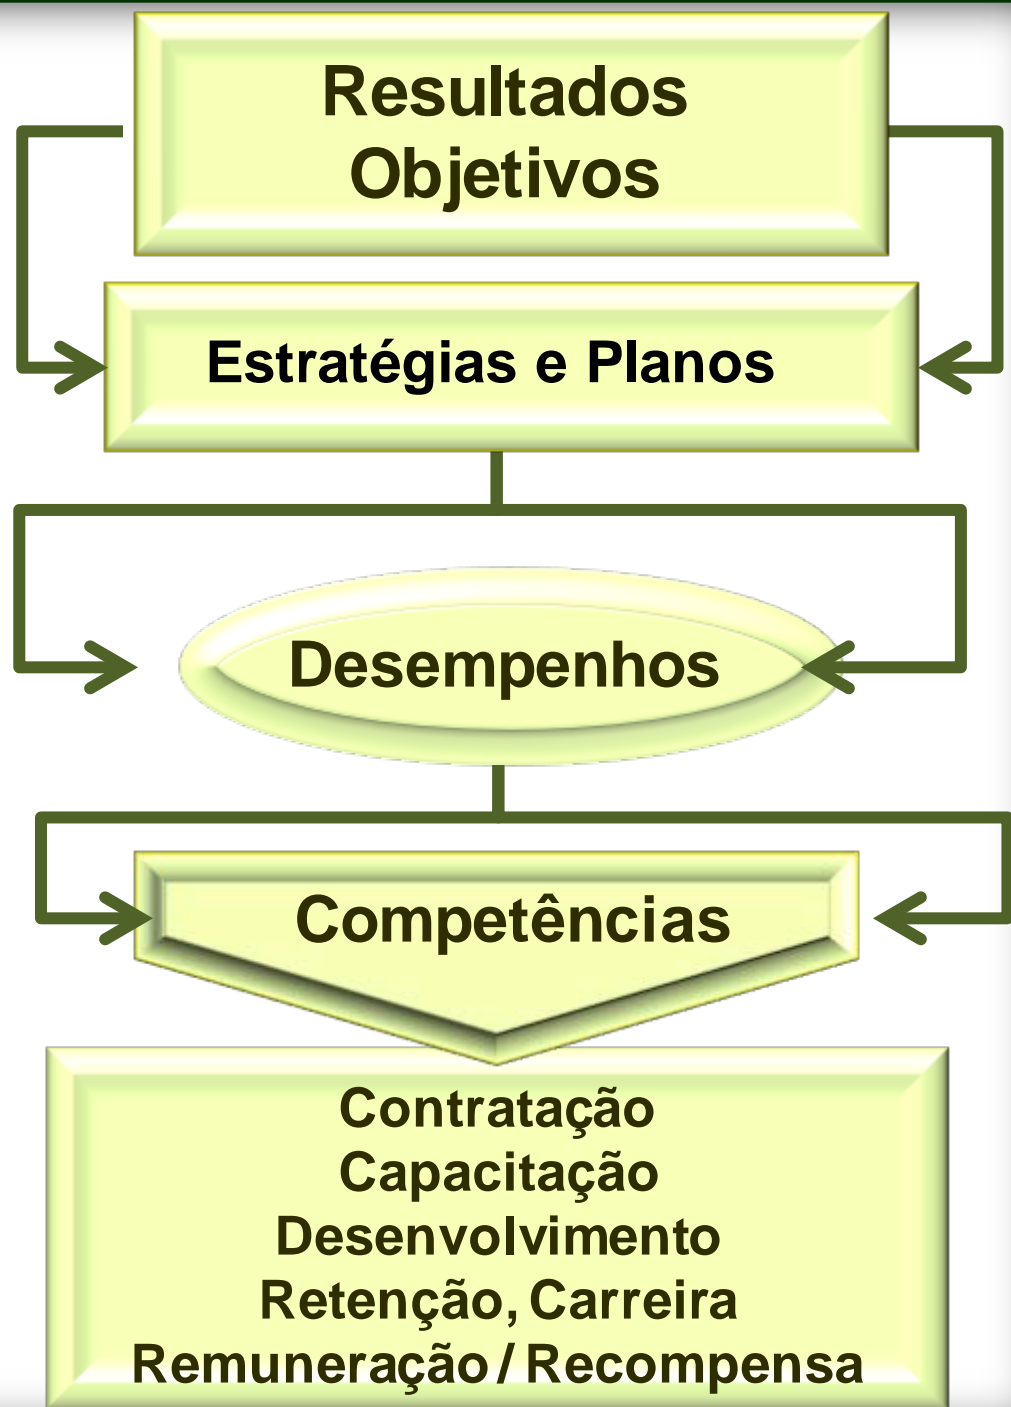 Resultados
Objetivos
Estratégias e Planos
Desempenhos
Competências
Contratação
Capacitação
Desenvolvimento
Retenção, Carreira
Remuneração / Recompensa